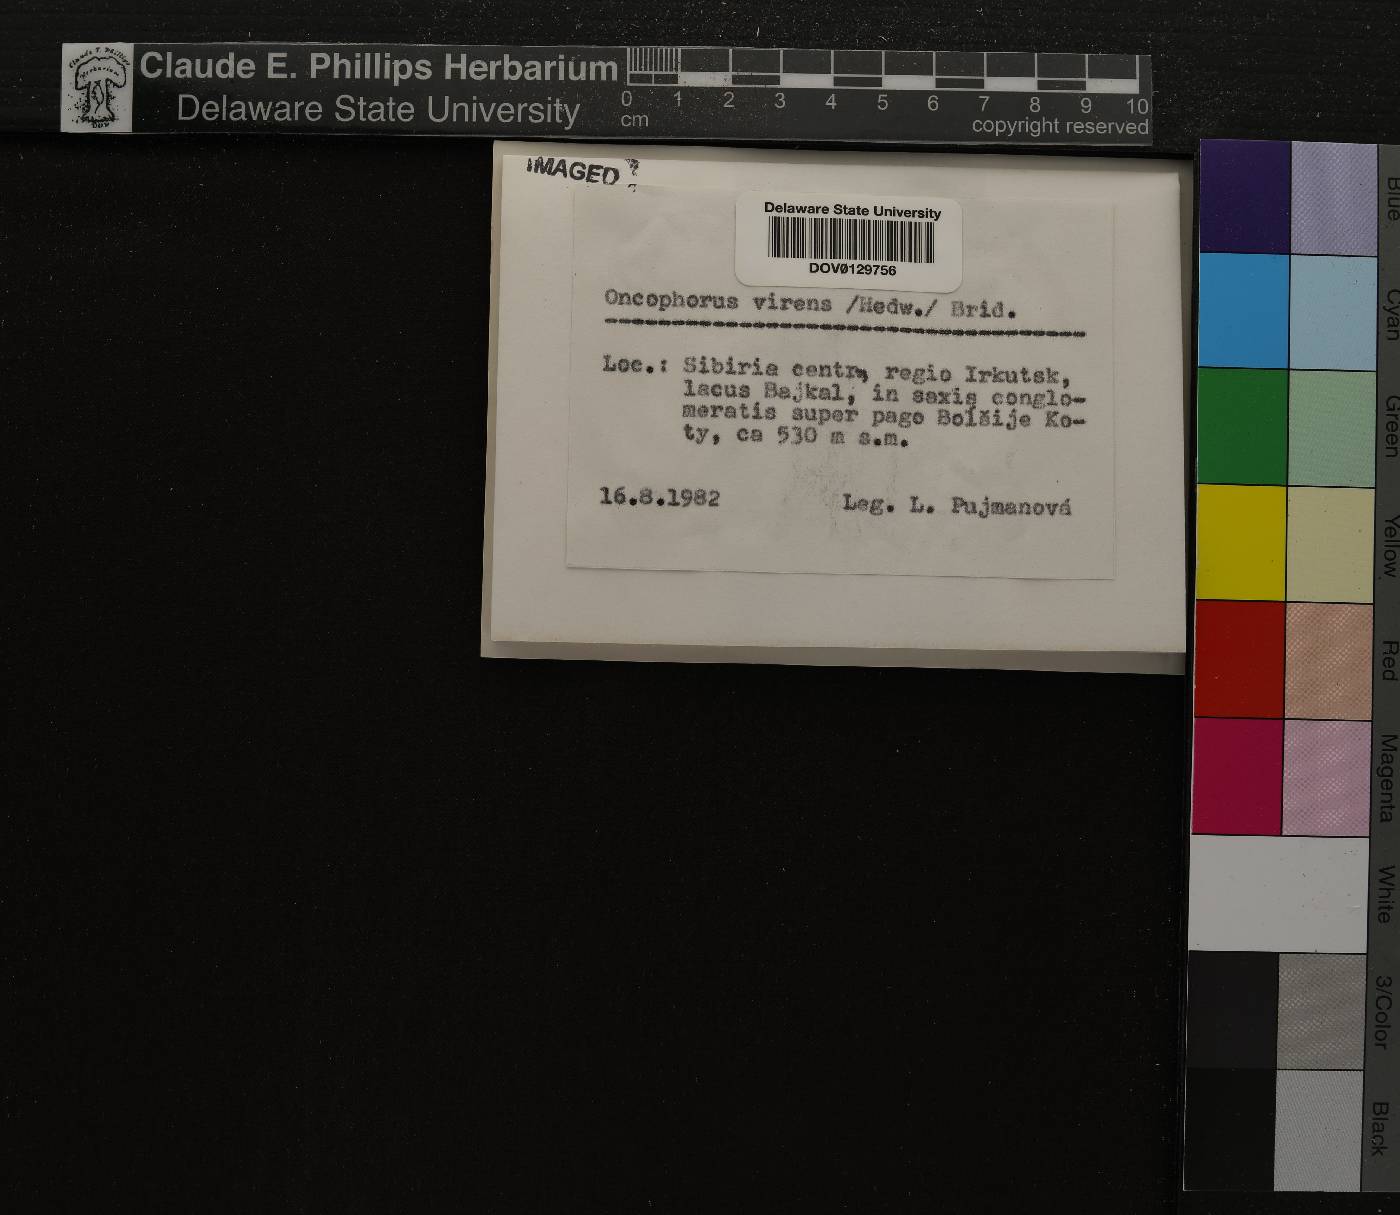 Claude E. Phillips Herbarium
Delaware State University
0 1 2 3 4 5 6 7 8 9 10
cm
copyright reserved
IMAGED
Delaware State University
DOV0129756
Oncophorus virens /Hedw./ Brid.
Loc.: Sibiria centr, regio Irkutsk,
lacus Bajkal, in saxis conglo-
meratis super pago Bolšije Ko-
ty, ca 530 m s.m.
16.8.1982 Leg. L. Pujmanová
Blue
Cyan
Green
Yellow
Red
Magenta
White
3/Color
Black